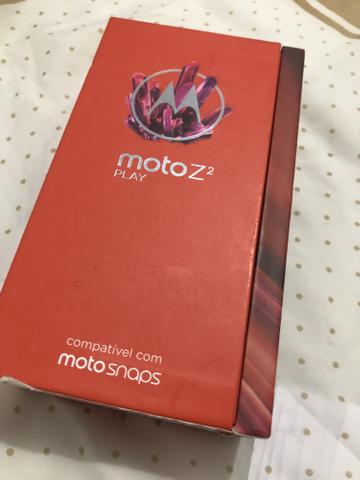 moto Z²
PLAY
compatível com
moto snaps